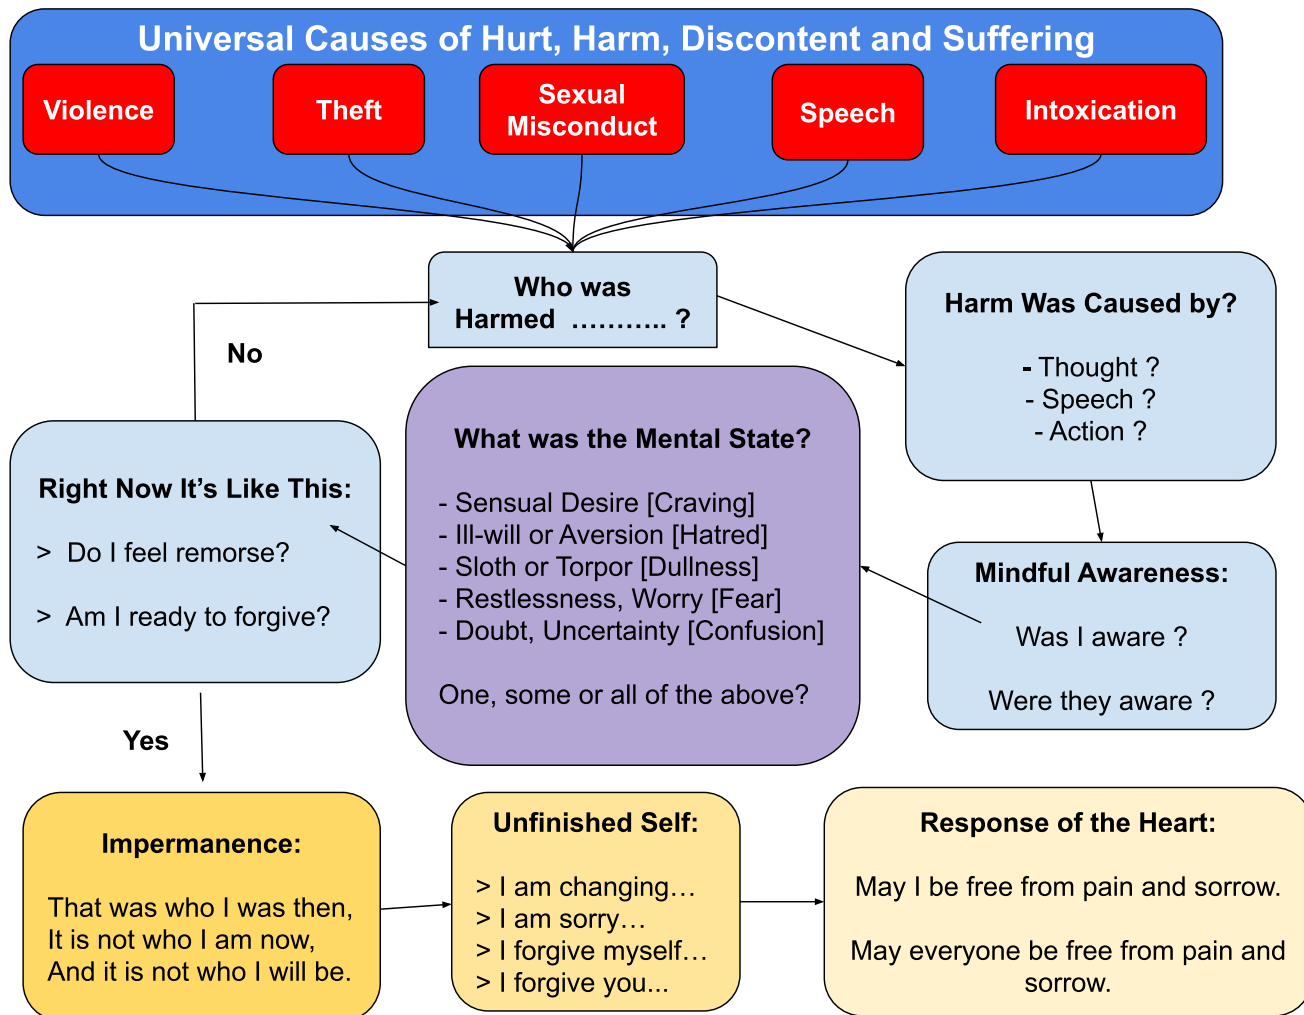 Universal Causes of Hurt, Harm, Discontent and Suffering
Violence
Theft
Sexual
Misconduct
Speech
Intoxication
Who was
Harmed ……….. ?
Harm Was Caused by?
- Thought ?
- Speech ?
- Action ?
Mindful Awareness:
Was I aware ?
Were they aware ?
What was the Mental State?
- Sensual Desire [Craving]
- Ill-will or Aversion [Hatred]
- Sloth or Torpor [Dullness]
- Restlessness, Worry [Fear]
- Doubt, Uncertainty [Confusion]
One, some or all of the above?
Right Now It’s Like This:
> Do I feel remorse?
> Am I ready to forgive?
No
Yes
Impermanence:
That was who I was then,
It is not who I am now,
And it is not who I will be.
Unfinished Self:
> I am changing…
> I am sorry…
> I forgive myself…
> I forgive you...
Response of the Heart:
May I be free from pain and sorrow.
May everyone be free from pain and
sorrow.